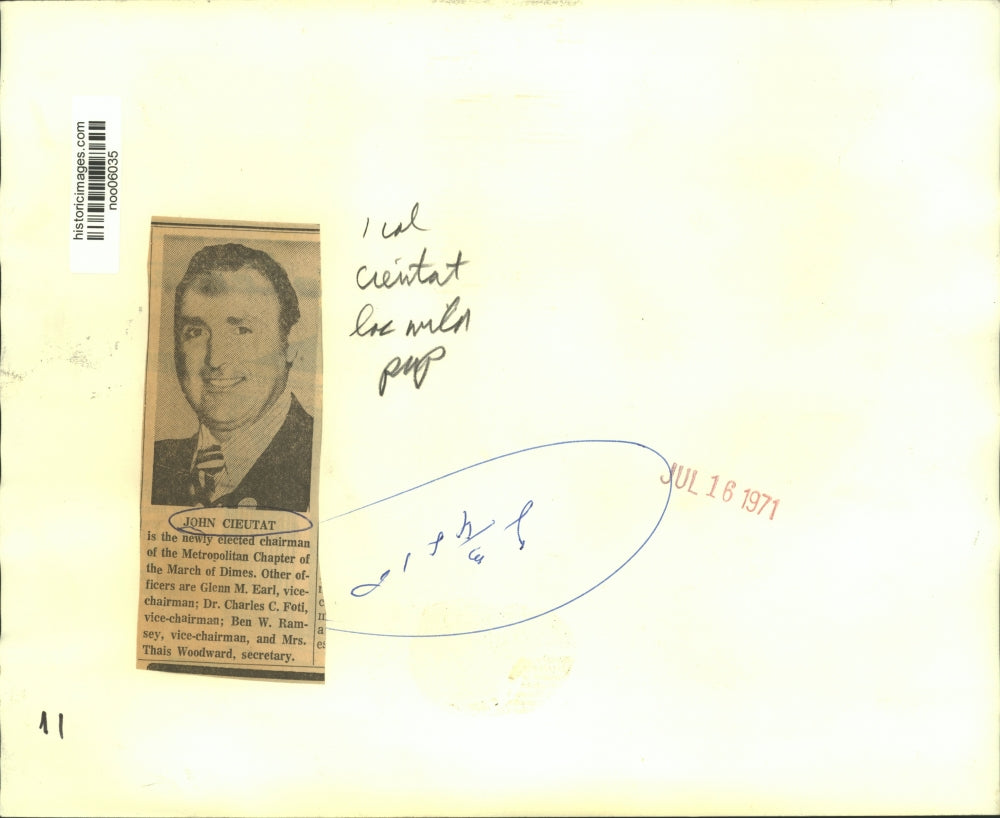 historicimages.com
noo06035
1 col
Cieutat
pup
JUL 16 1971
JOHN CIEUTAT
is the newly elected chairman
of the Metropolitan Chapter of
the March of Dimes. Other of-
ficers are Glenn M. Earl, vice-
chairman; Dr. Charles C. Foti,
vice-chairman; Ben W. Ram-
sey, vice-chairman, and Mrs.
Thais Woodward, secretary.
11